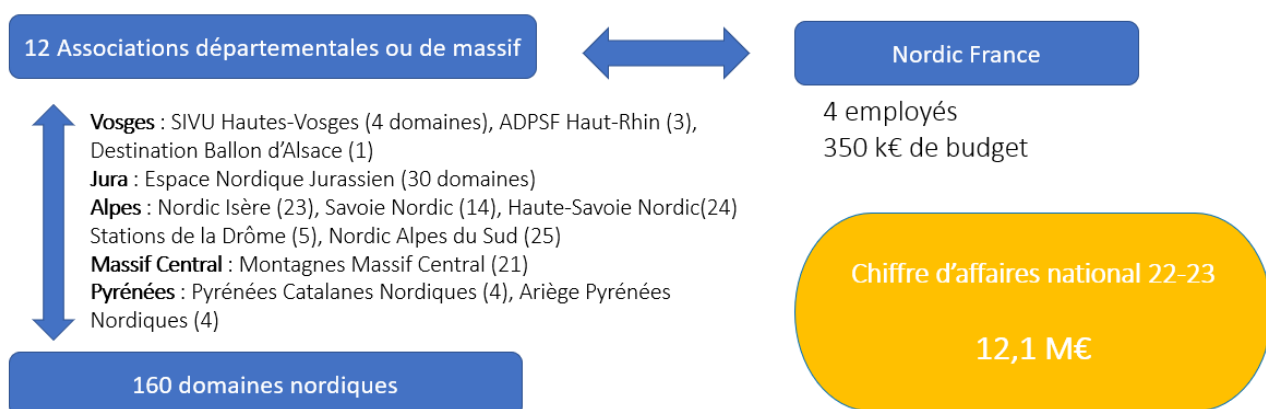 12 Associations départementales ou de massif
Nordic France
4 employés
350 k€ de budget
Vosges : SIVU Hautes-Vosges (4 domaines), ADPSF Haut-Rhin (3),
Destination Ballon d’Alsace (1)
Jura : Espace Nordique Jurassien (30 domaines)
Alpes : Nordic Isère (23), Savoie Nordic (14), Haute-Savoie Nordic(24)
Stations de la Drôme (5), Nordic Alpes du Sud (25)
Massif Central : Montagnes Massif Central (21)
Pyrénées : Pyrénées Catalanes Nordiques (4), Ariège Pyrénées
Nordiques (4)
Chiffre d’affaires national 22-23
12,1 M€
160 domaines nordiques